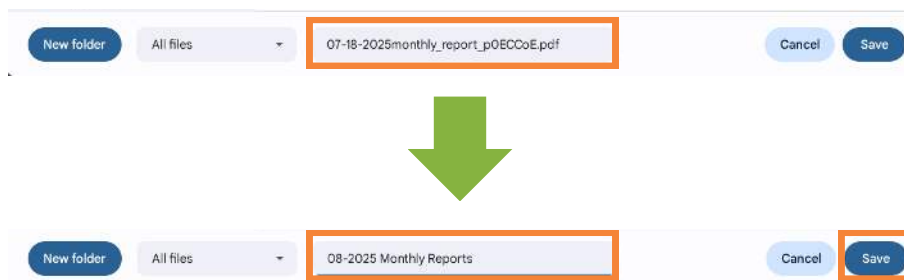 New folder All files 07-18-2025monthly_report_pOECCoE.pdf Cancel Save
New folder All files 08-2025 Monthly Reports Cancel Save